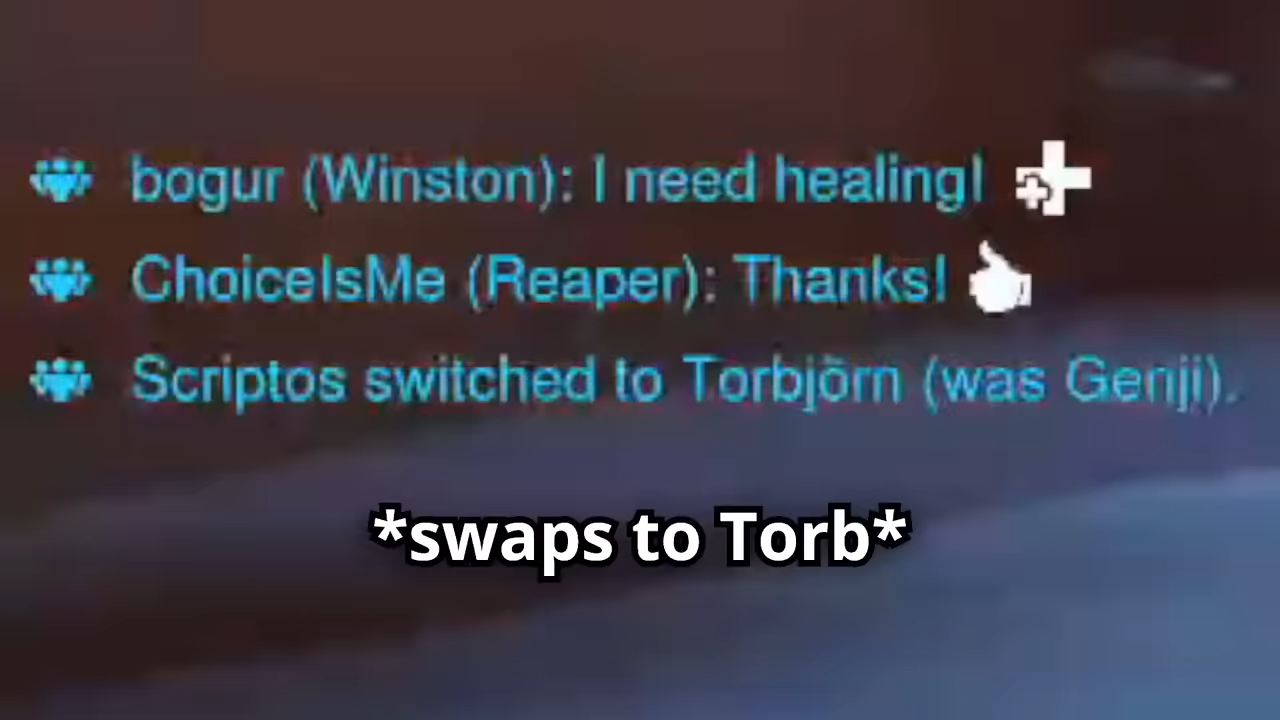 bogur (Winston): I need healing!
ChoiceIsMe (Reaper): Thanks!
Scriptos switched to Torbjörn (was Genji).
*swaps to Torb*